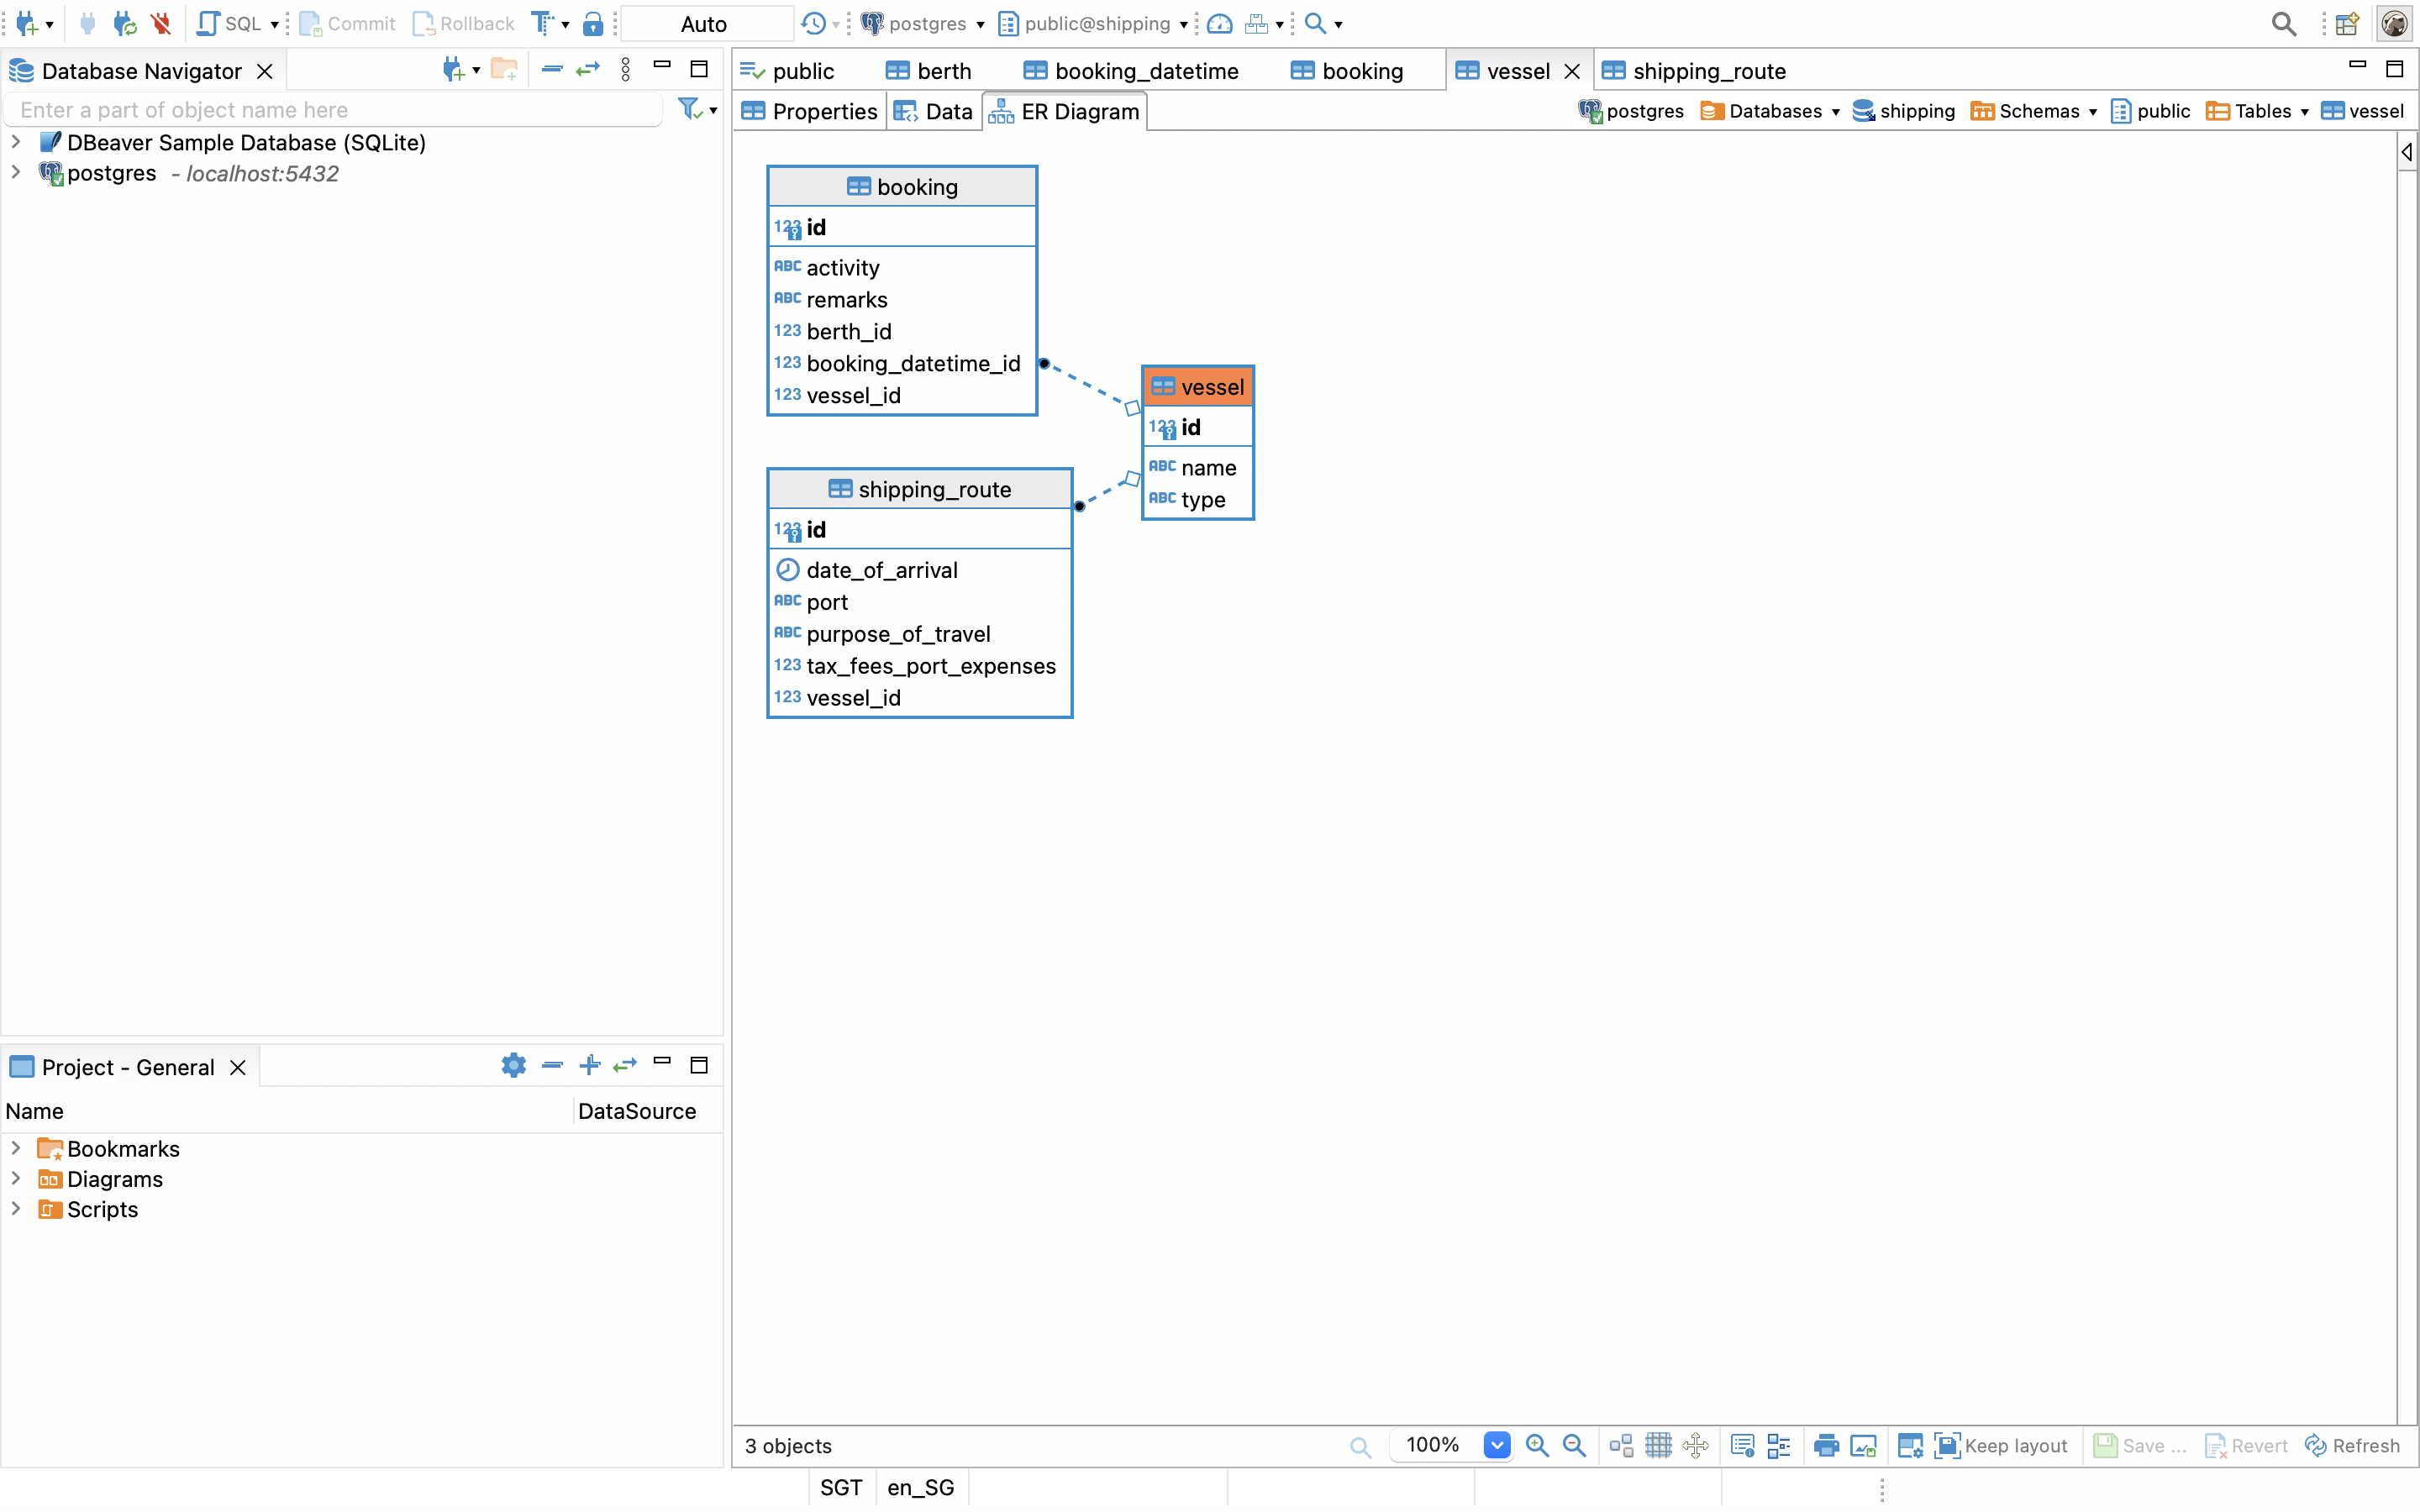 SQL Commit Rollback Auto postgres public@shipping
Database Navigator
Enter a part of object name here
DBeaver Sample Database (SQLite)
postgres - localhost:5432
public berth booking_datetime booking vessel shipping_route
Properties Data ER Diagram postgres Databases shipping Schemas public Tables vessel
booking
123 id
ABC activity
ABC remarks
123 berth_id
123 booking_datetime_id
123 vessel_id
vessel
123 id
ABC name
ABC type
shipping_route
123 id
date_of_arrival
ABC port
ABC purpose_of_travel
123 tax_fees_port_expenses
123 vessel_id
Project - General
Name DataSource
Bookmarks
Diagrams
Scripts
3 objects 100% Keep layout Save ... Revert Refresh
SGT en_SG